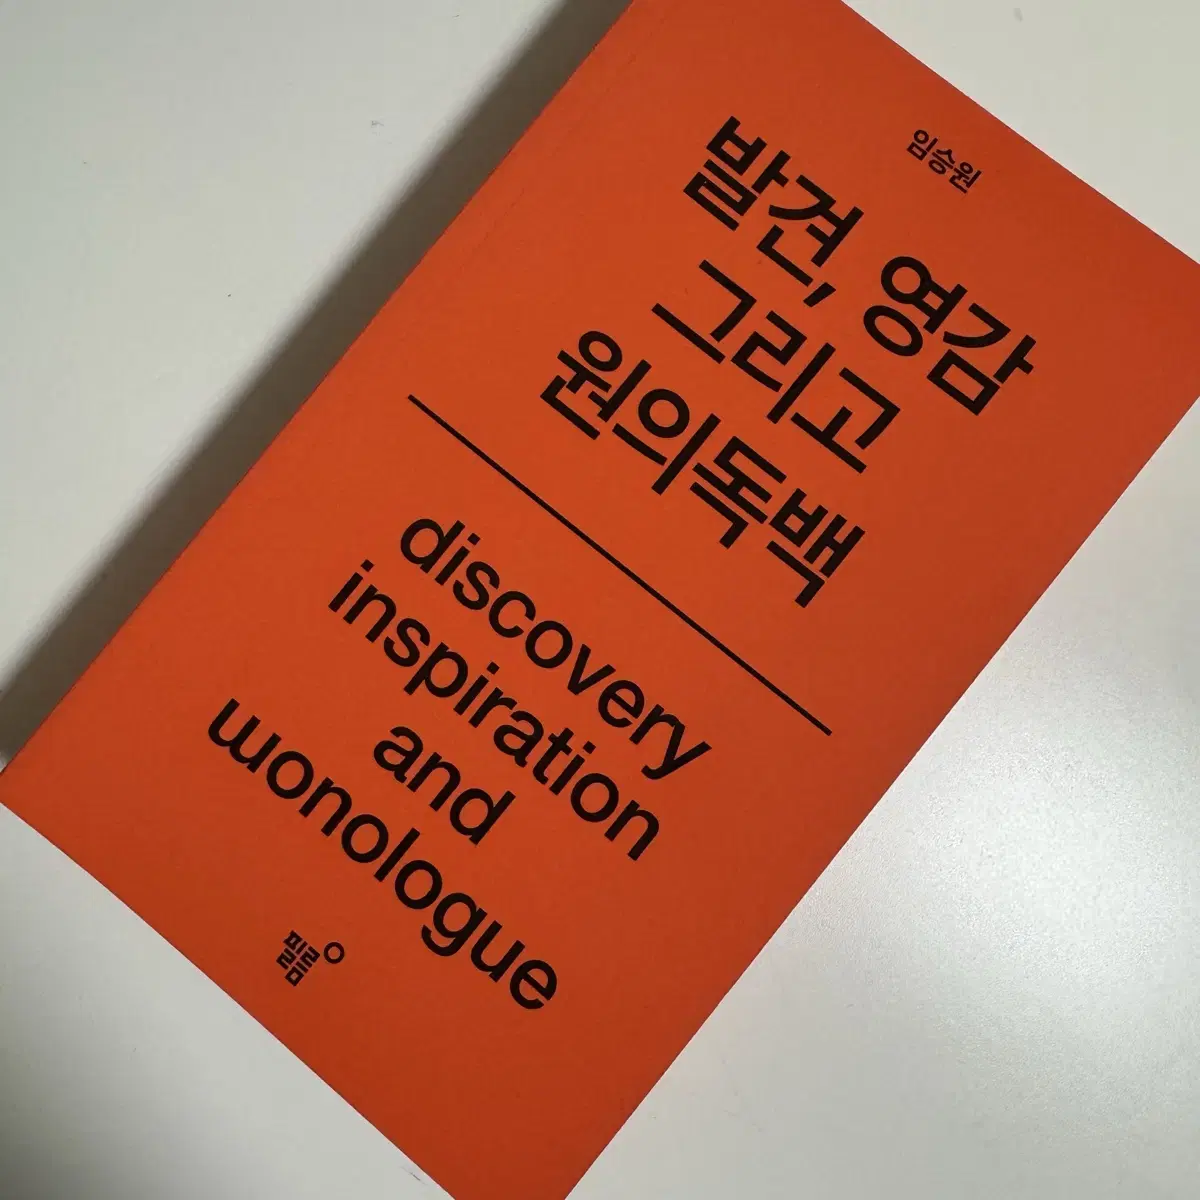 임승원
발견, 영감
그리고
원의독백
discovery
inspiration
and
wonologue
필름